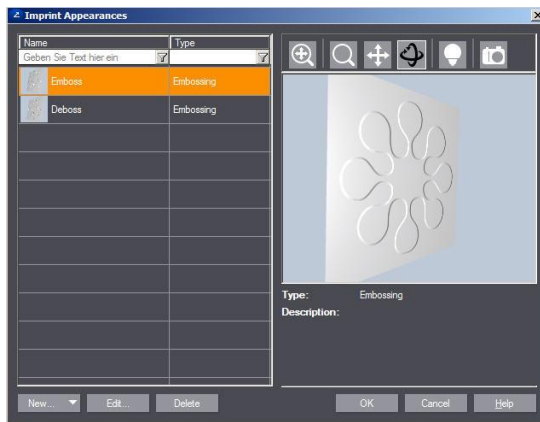 Imprint Appearances
Name Type
Geben Sie Text hier ein
Emboss Embossing
Deboss Embossing
Type: Embossing
Description:
New... Edit... Delete OK Cancel Help